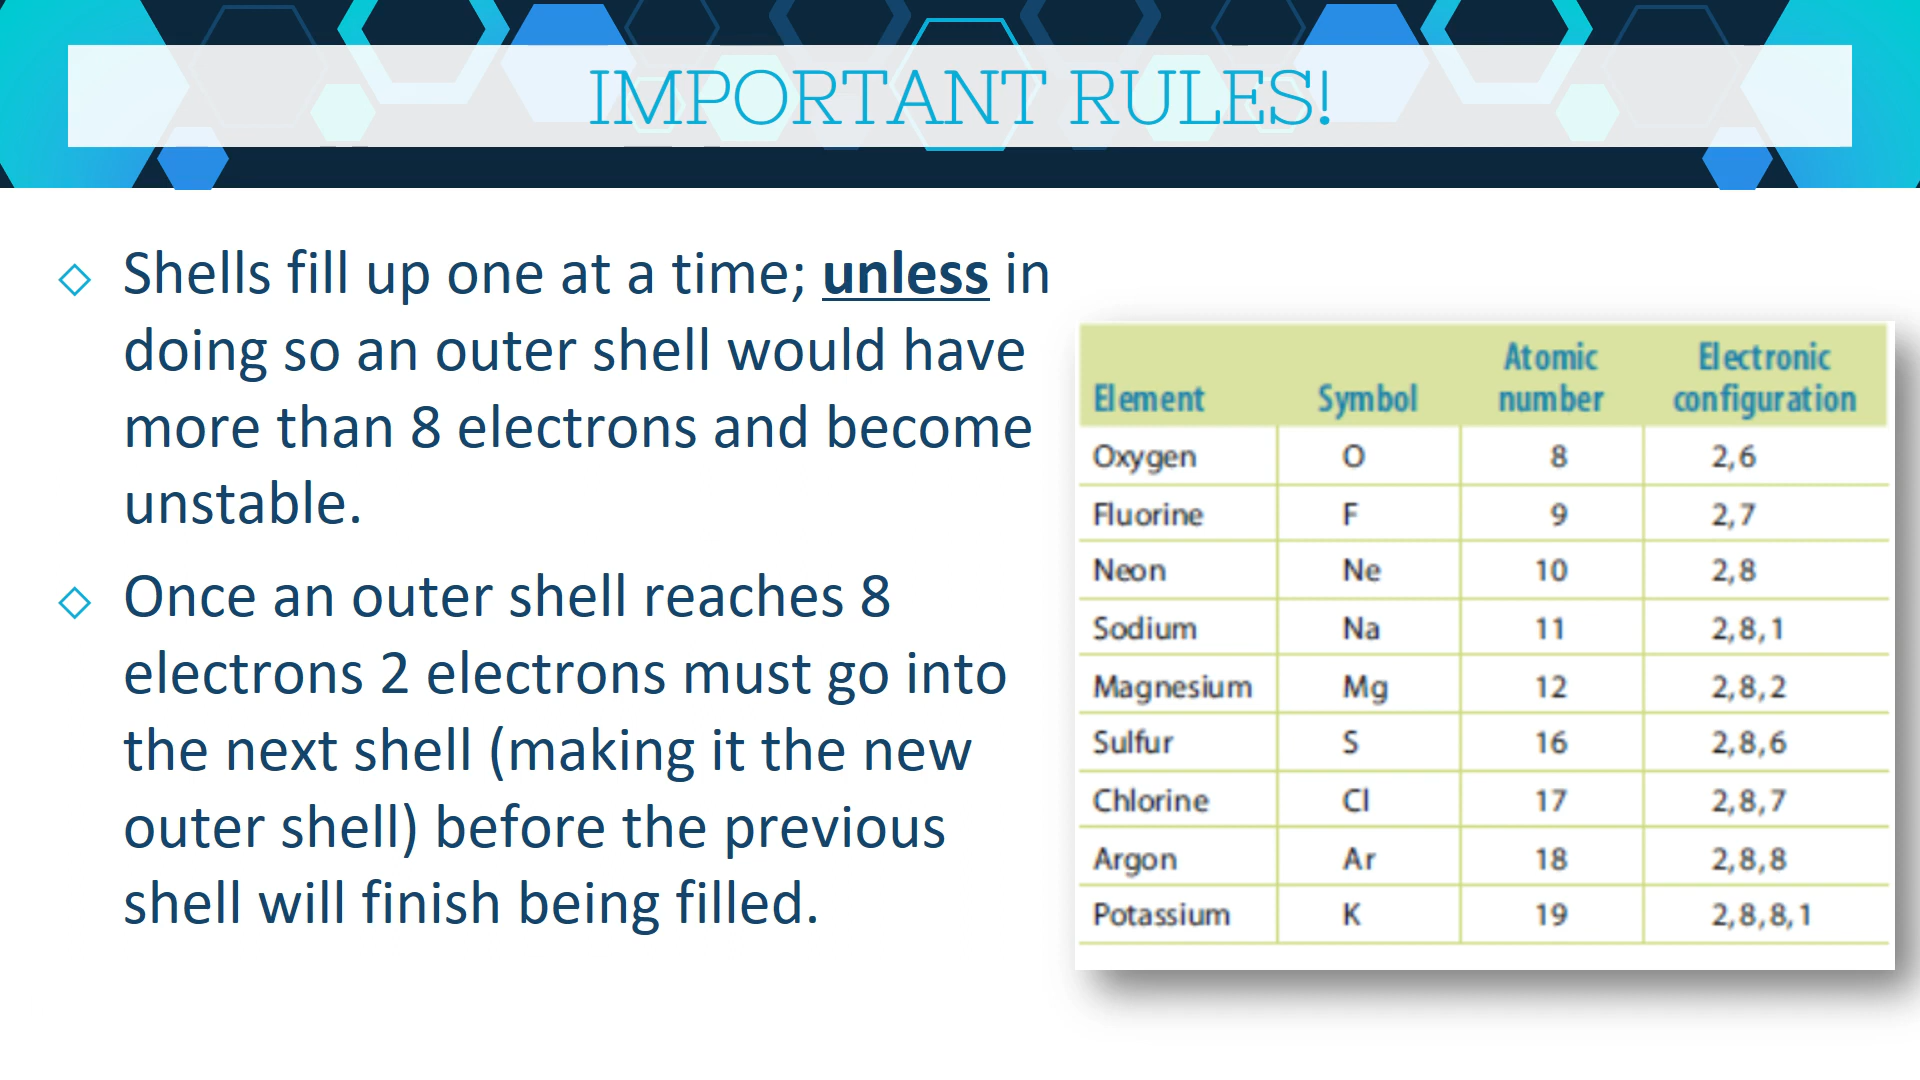 IMPORTANT RULES!
Shells fill up one at a time; unless in
doing so an outer shell would have
more than 8 electrons and become
unstable.
Once an outer shell reaches 8
electrons 2 electrons must go into
the next shell (making it the new
outer shell) before the previous
shell will finish being filled.
Element Symbol Atomic number Electronic configuration
Oxygen O 8 2,6
Fluorine F 9 2,7
Neon Ne 10 2,8
Sodium Na 11 2,8,1
Magnesium Mg 12 2,8,2
Sulfur S 16 2,8,6
Chlorine Cl 17 2,8,7
Argon Ar 18 2,8,8
Potassium K 19 2,8,8,1